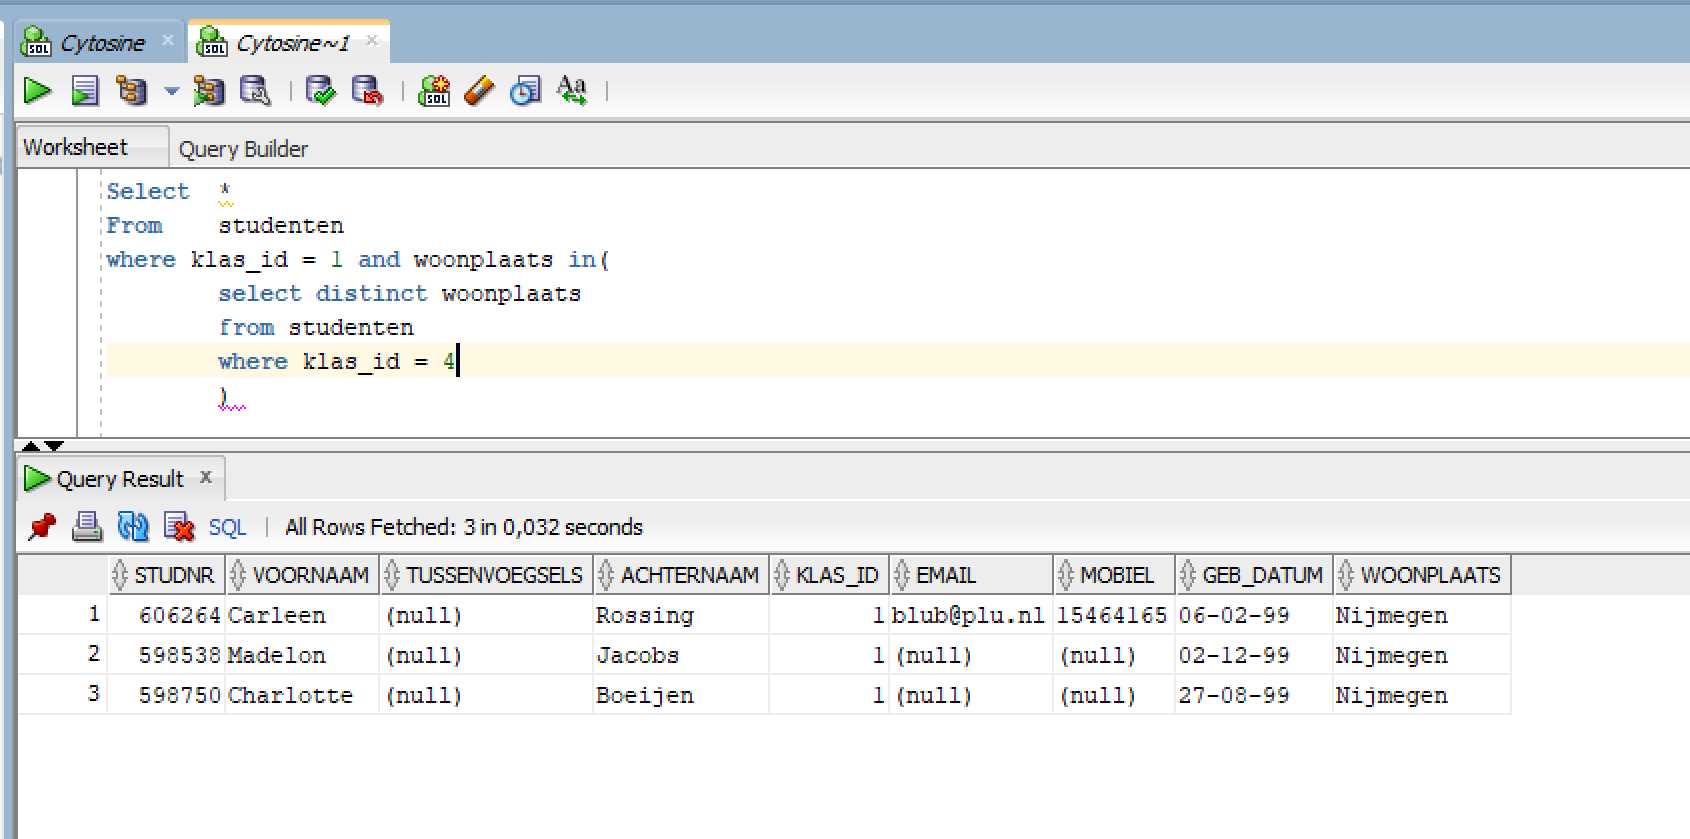 Cytosine Cytosine~1
Worksheet Query Builder
Select *
From studenten
where klas_id = 1 and woonplaats in(
select distinct woonplaats
from studenten
where klas_id = 4
)
Query Result
SQL All Rows Fetched: 3 in 0,032 seconds
STUDNR VOORNAAM TUSSENVOEGSELS ACHTERNAAM KLAS_ID EMAIL MOBIEL GEB_DATUM WOONPLAATS
1 606264 Carleen (null) Rossing 1 blub@plu.nl 15464165 06-02-99 Nijmegen
2 598538 Madelon (null) Jacobs 1 (null) (null) 02-12-99 Nijmegen
3 598750 Charlotte (null) Boeijen 1 (null) (null) 27-08-99 Nijmegen